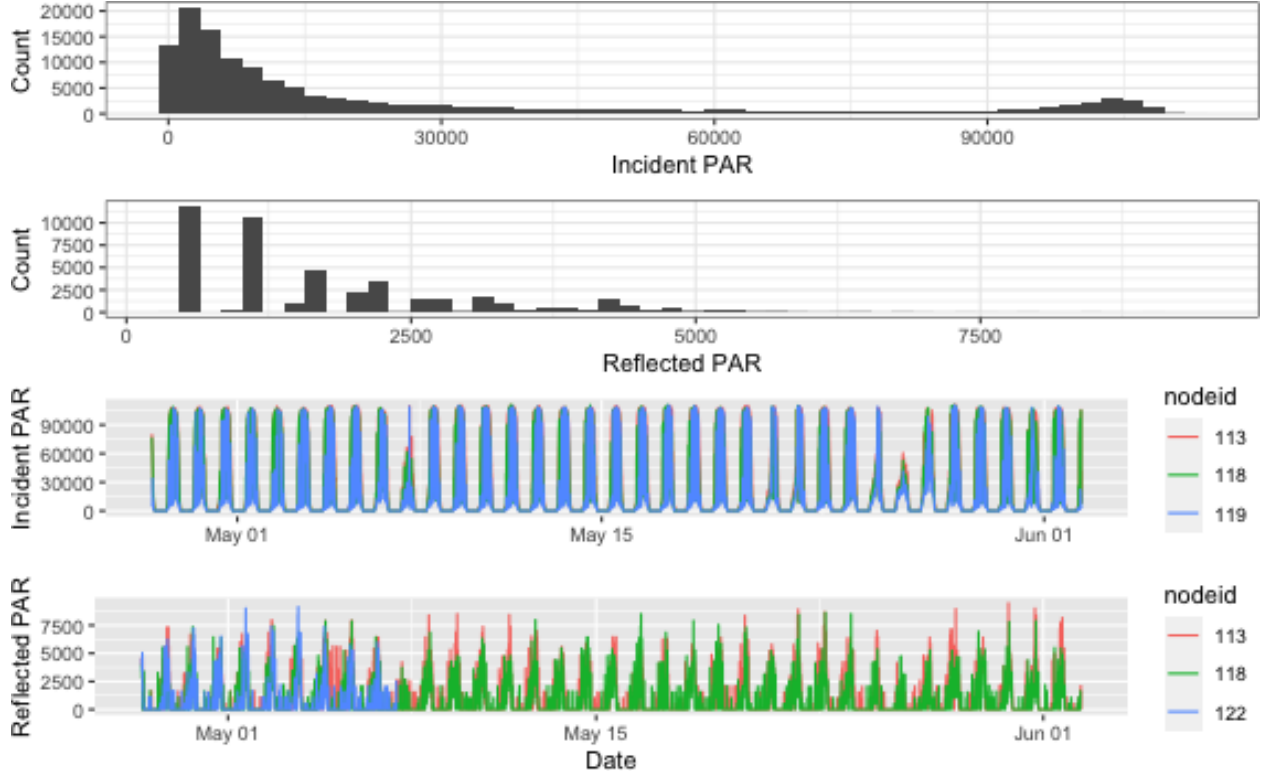 20000
15000
10000
5000
0
Count
0 30000 60000 90000
Incident PAR
10000
7500
5000
2500
0
Count
0 2500 5000 7500
Reflected PAR
90000
60000
30000
0
Incident PAR
May 01 May 15 Jun 01
nodeid
113
118
119
7500
5000
2500
0
Reflected PAR
May 01 May 15 Jun 01
Date
nodeid
113
118
122